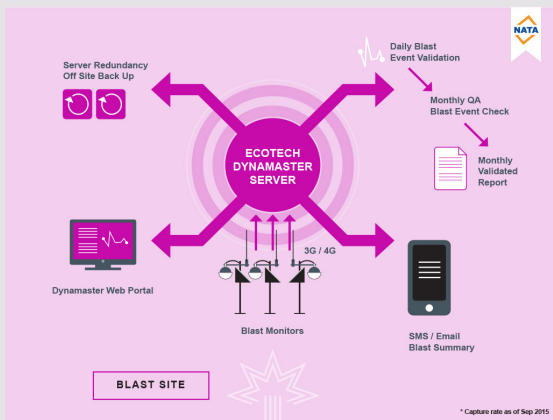 NATA
Server Redundancy
Off Site Back Up
Daily Blast
Event Validation
Monthly QA
Blast Event Check
Monthly
Validated
Report
ECOTECH
DYNAMASTER
SERVER
3G / 4G
Dynamaster Web Portal
Blast Monitors
SMS / Email
Blast Summary
BLAST SITE
* Capture rate as of Sep 2015